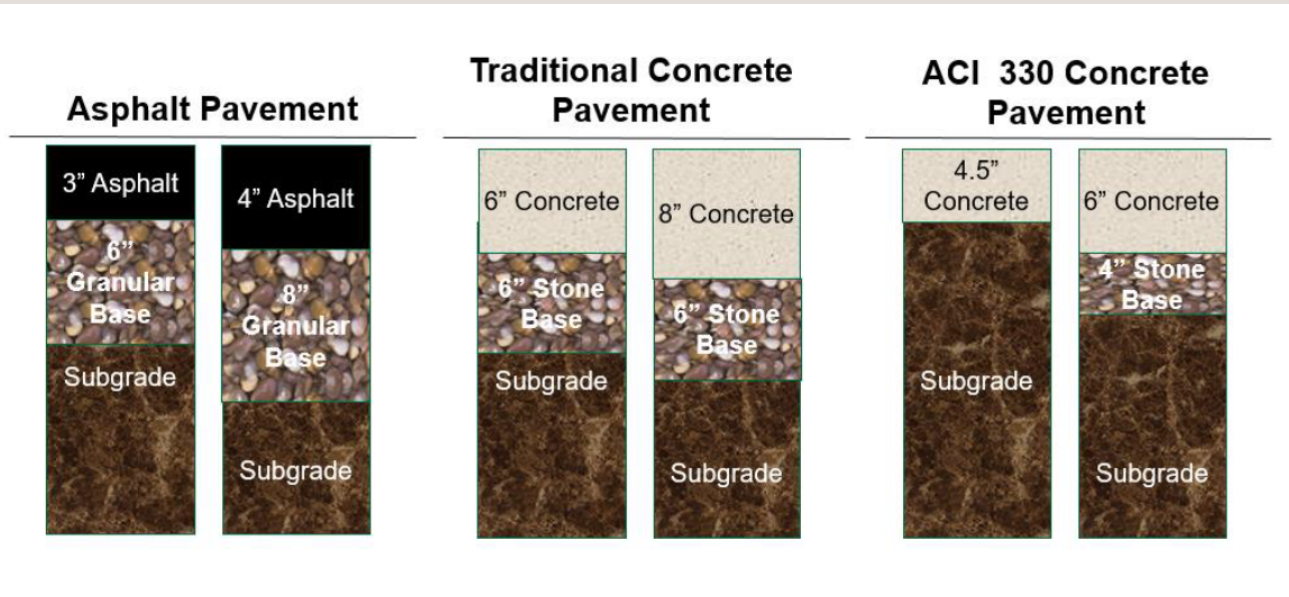 Asphalt Pavement
3” Asphalt
6”
Granular
Base
Subgrade
4” Asphalt
8”
Granular
Base
Subgrade
Traditional Concrete
Pavement
6” Concrete
6” Stone
Base
Subgrade
8” Concrete
6” Stone
Base
Subgrade
ACI 330 Concrete
Pavement
4.5”
Concrete
Subgrade
6” Concrete
4” Stone
Base
Subgrade